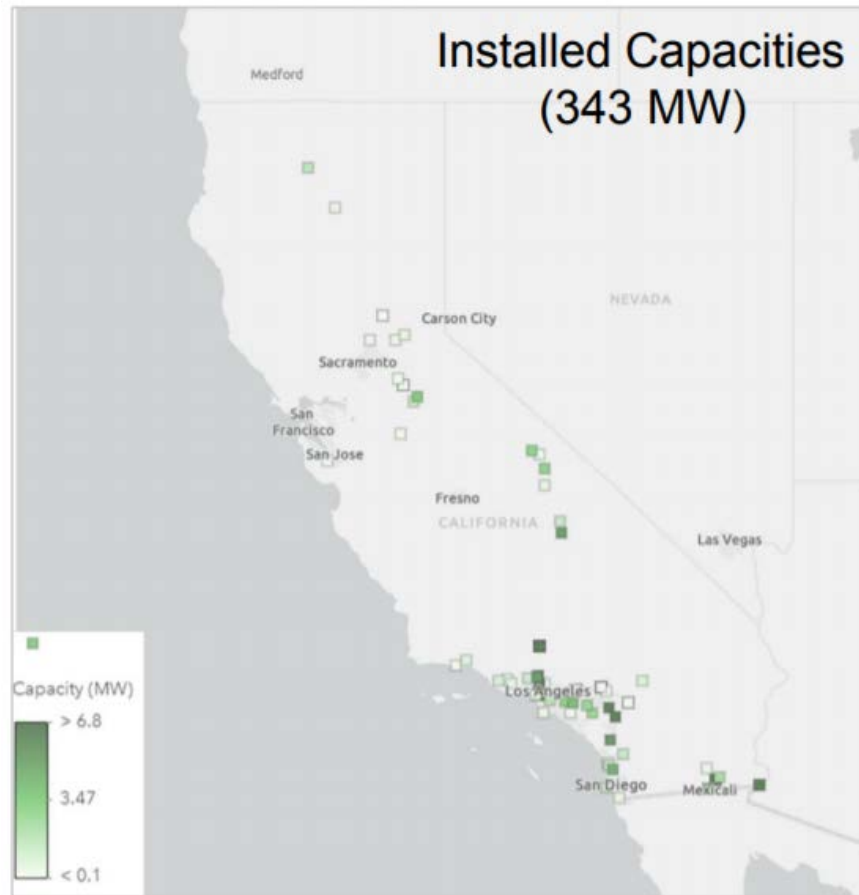 Installed Capacities
(343 MW)
Medford
NEVADA
Carson City
Sacramento
San
Francisco
San Jose
Fresno
CALIFORNIA
Las Vegas
Capacity (MW)
> 6.8
3.47
< 0.1
Los Angeles
San Diego
Mexicali